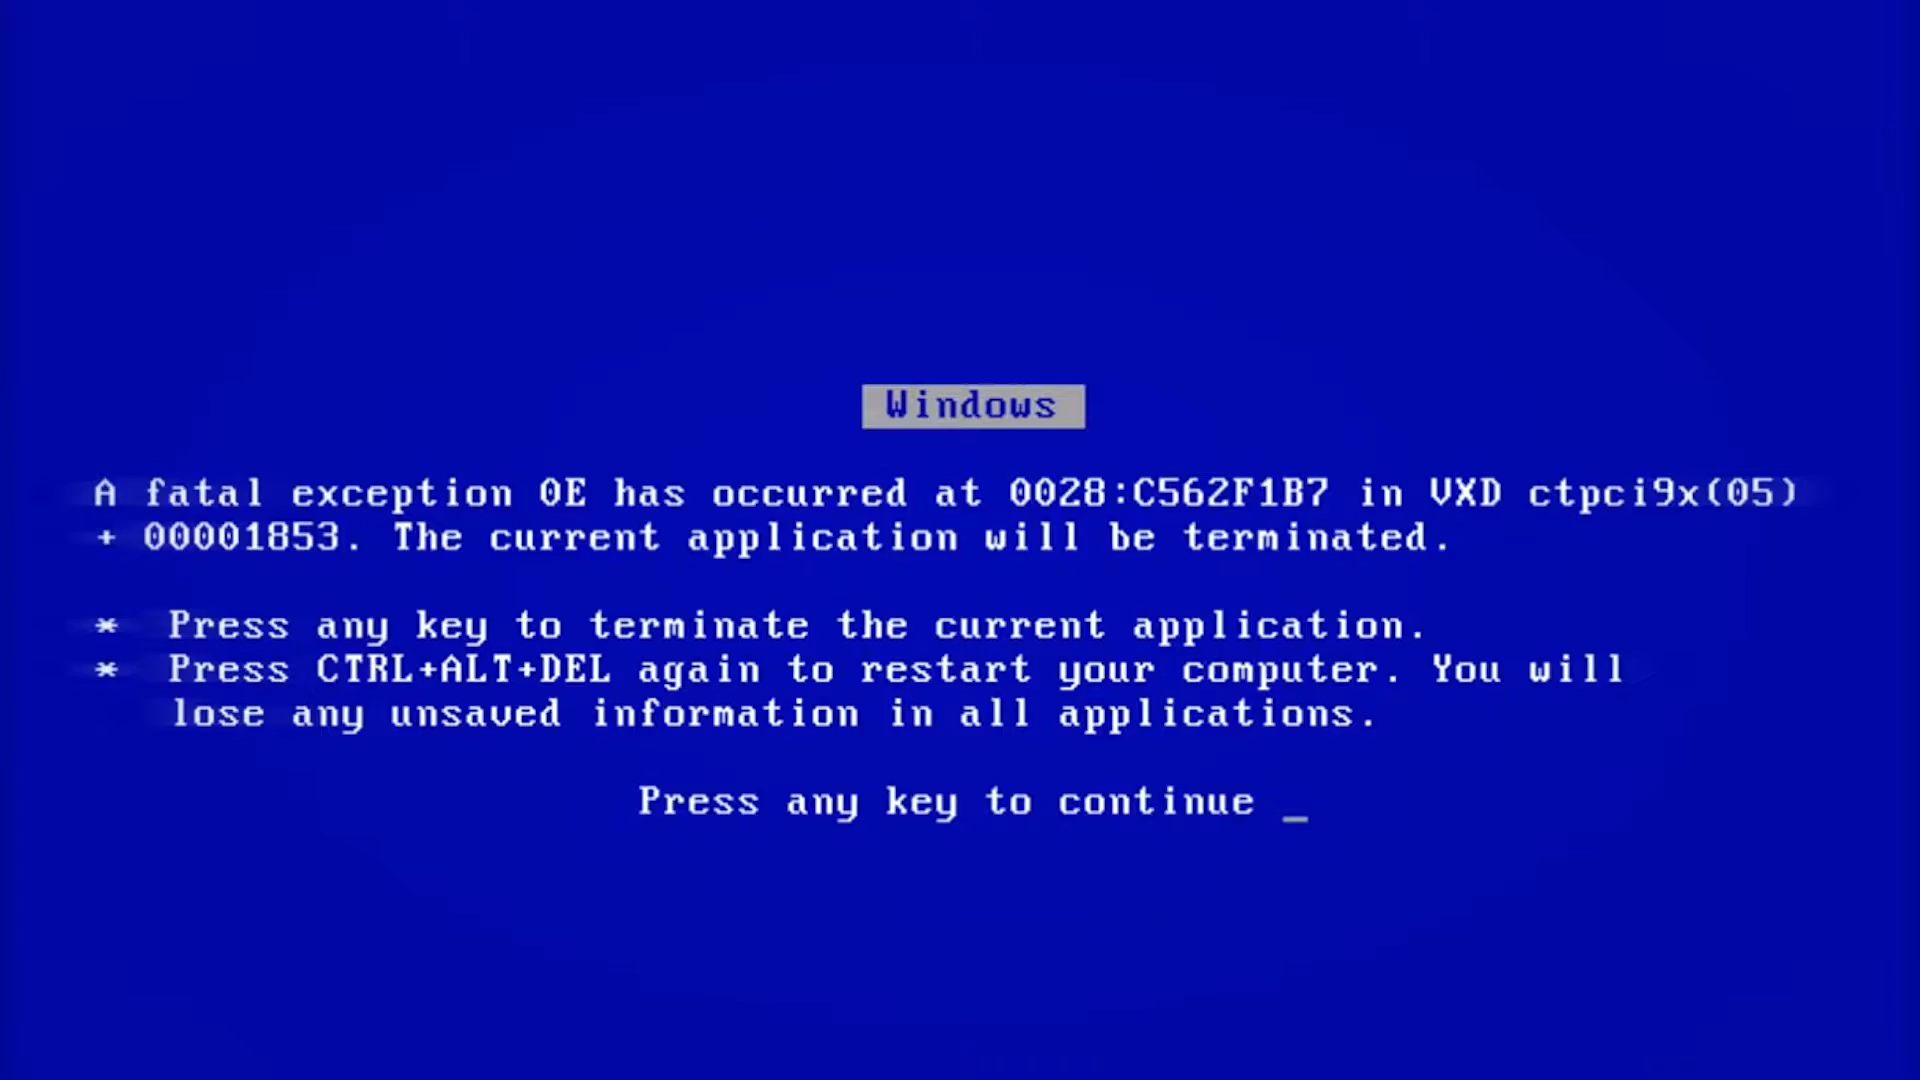 Windows
A fatal exception 0E has occurred at 0028:C562F1B7 in VXD ctpci9x(05)
+ 00001853. The current application will be terminated.
* Press any key to terminate the current application.
* Press CTRL+ALT+DEL again to restart your computer. You will
lose any unsaved information in all applications.
Press any key to continue _